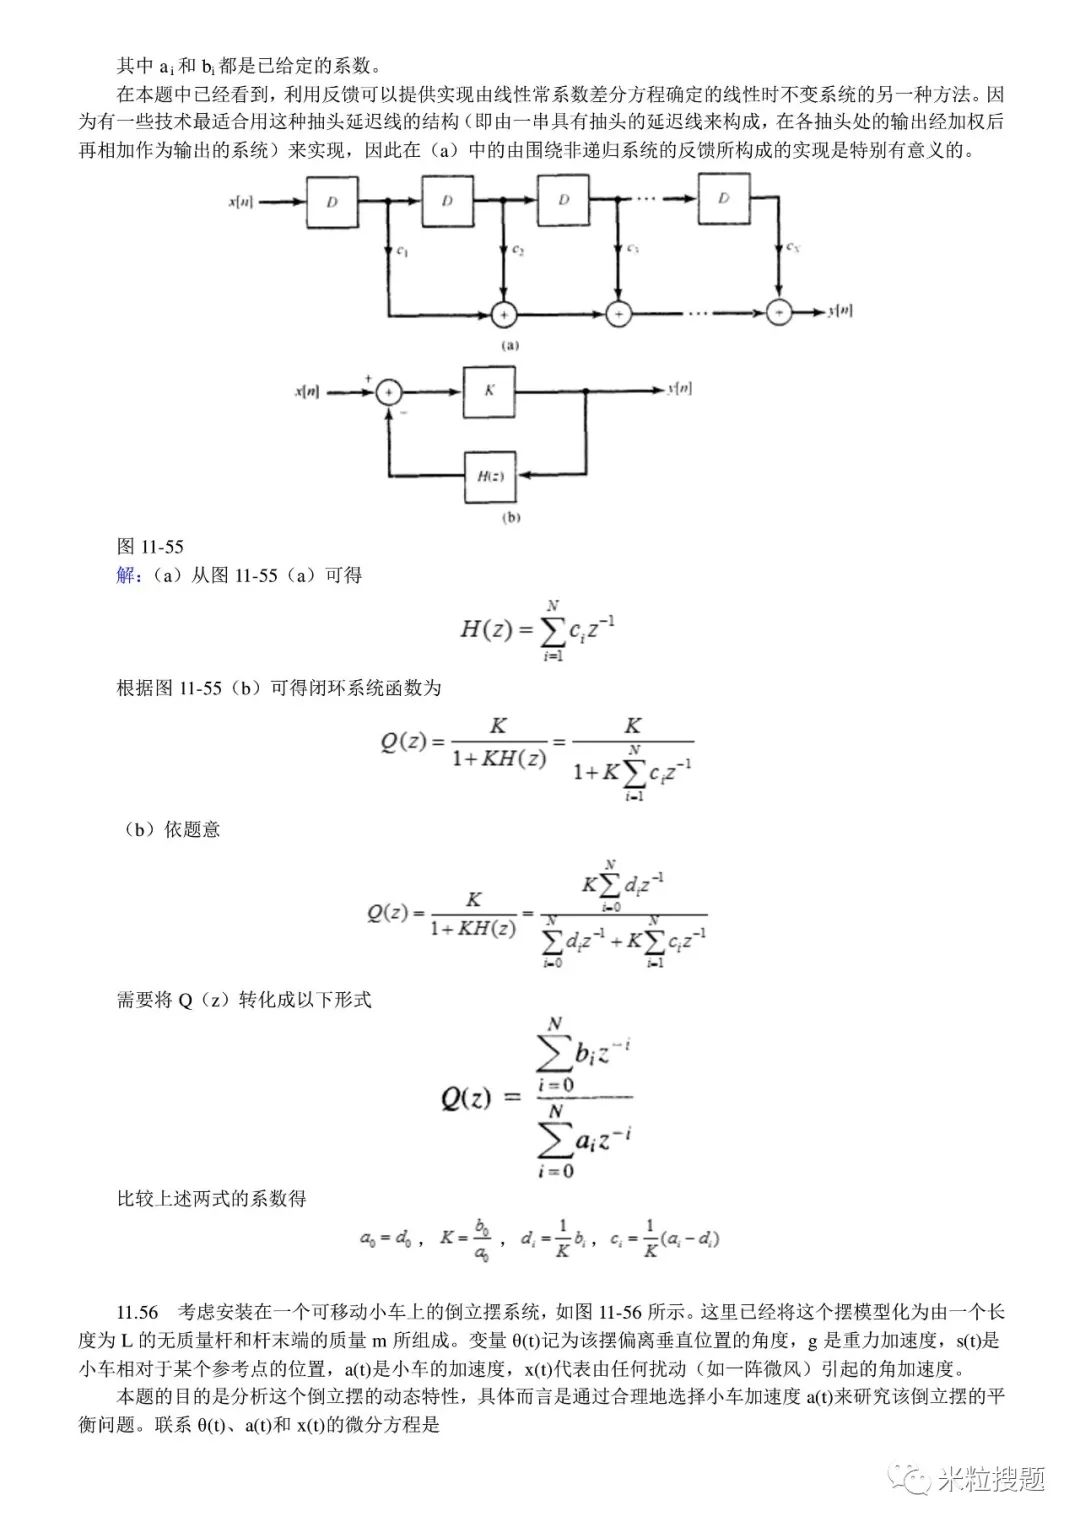 其中 a i 和 b i 都是已给定的系数。
在本题中已经看到，利用反馈可以提供实现由线性常系数差分方程确定的线性时不变系统的另一种方法。因
为有一些技术最适合用这种抽头延迟线的结构（即由一串具有抽头的延迟线来构成，在各抽头处的输出经加权后
再相加作为输出的系统）来实现，因此在（a）中的由围绕非递归系统的反馈所构成的实现是特别有意义的。
x[n] D D D ··· D
c₁ c₂ c₃ c_N
+ + ··· + y[n]
(a)
x[n] + + K y[n]
−
H(z)
(b)
图 11-55
解:（a）从图 11-55（a）可得
H(z) = ∑_{i=1}^{N} c_i z^{-1}
根据图 11-55（b）可得闭环系统函数为
Q(z) = K / (1+KH(z)) = K / (1+K∑_{i=1}^{N} c_i z^{-1})
（b）依题意
Q(z) = K / (1+KH(z)) = K∑_{i=0}^{N} d_i z^{-1} / (∑_{i=0}^{N} d_i z^{-1} + K∑_{i=1}^{N} c_i z^{-1})
需要将 Q（z）转化成以下形式
Q(z) = ∑_{i=0}^{N} b_i z^{-i} / ∑_{i=0}^{N} a_i z^{-i}
比较上述两式的系数得
a₀ = d₀ , K = b₀/a₀ , d_i = 1/K b_i , c_i = 1/K (a_i - d_i)
11.56 考虑安装在一个可移动小车上的倒立摆系统，如图 11-56 所示。这里已经将这个摆模型化为由一个长
度为 L 的无质量杆和杆末端的质量 m 所组成。变量 θ(t)记为该摆偏离垂直位置的角度，g 是重力加速度，s(t)是
小车相对于某个参考点的位置，a(t)是小车的加速度，x(t)代表由任何扰动（如一阵微风）引起的角加速度。
本题的目的是分析这个倒立摆的动态特性，具体而言是通过合理地选择小车加速度 a(t)来研究该倒立摆的平
衡问题。联系 θ(t)、a(t)和 x(t)的微分方程是
米粒搜题